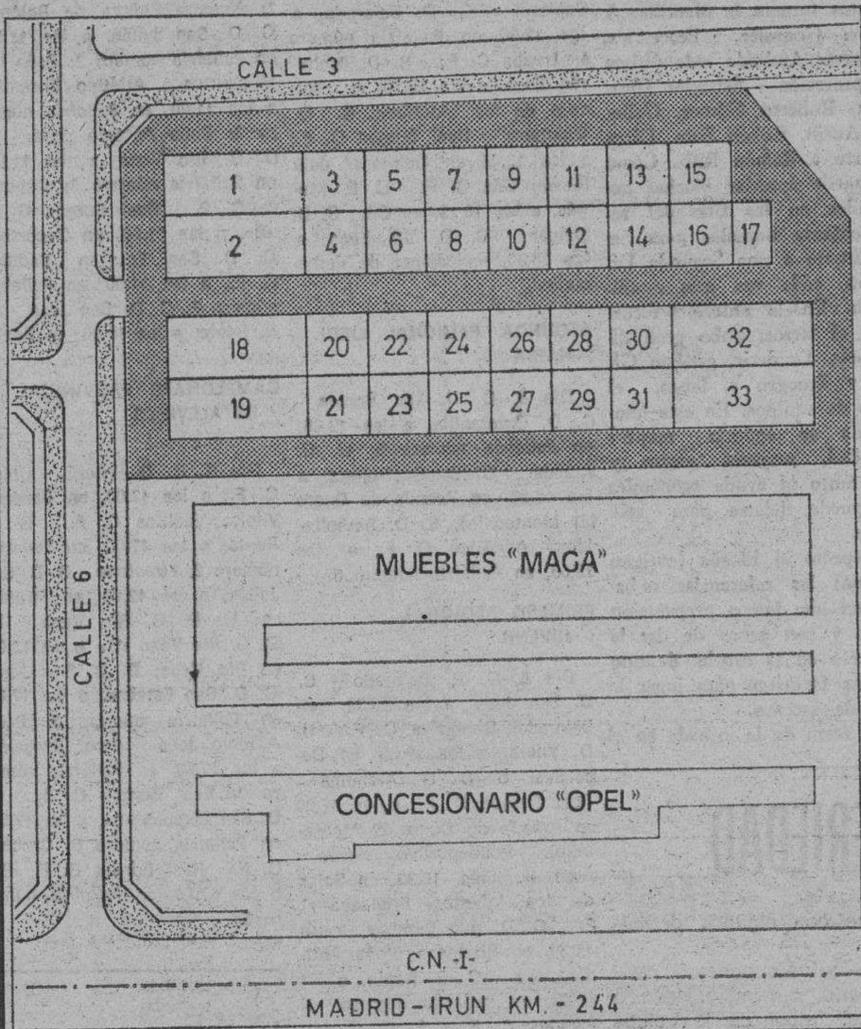 CALLE 3
1 3 5 7 9 11 13 15
2 4 6 8 10 12 14 16 17
18 20 22 24 26 28 30 32
19 21 23 25 27 29 31 33
CALLE 6
MUEBLES "MAGA"
CONCESIONARIO "OPEL"
C.N. -I-
MADRID-IRUN KM.- 244